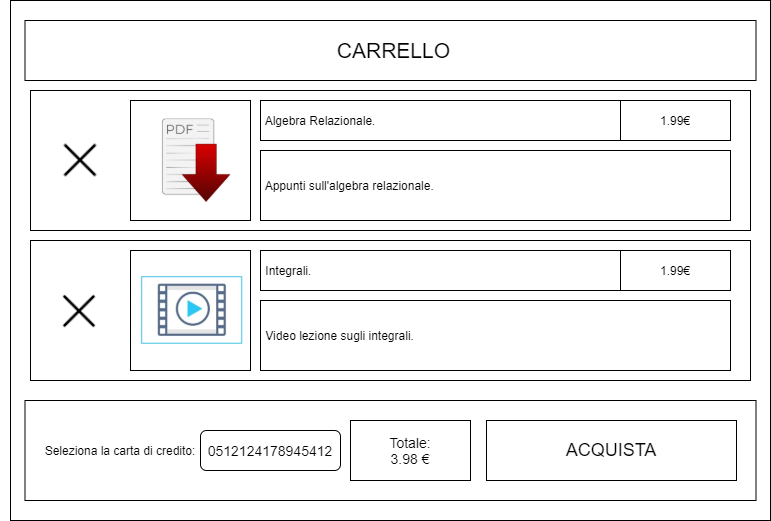 CARRELLO
PDF
Algebra Relazionale.
1.99€
Appunti sull'algebra relazionale.
Integrali.
1.99€
Video lezione sugli integrali.
Seleziona la carta di credito:
0512124178945412
Totale:
3.98 €
ACQUISTA